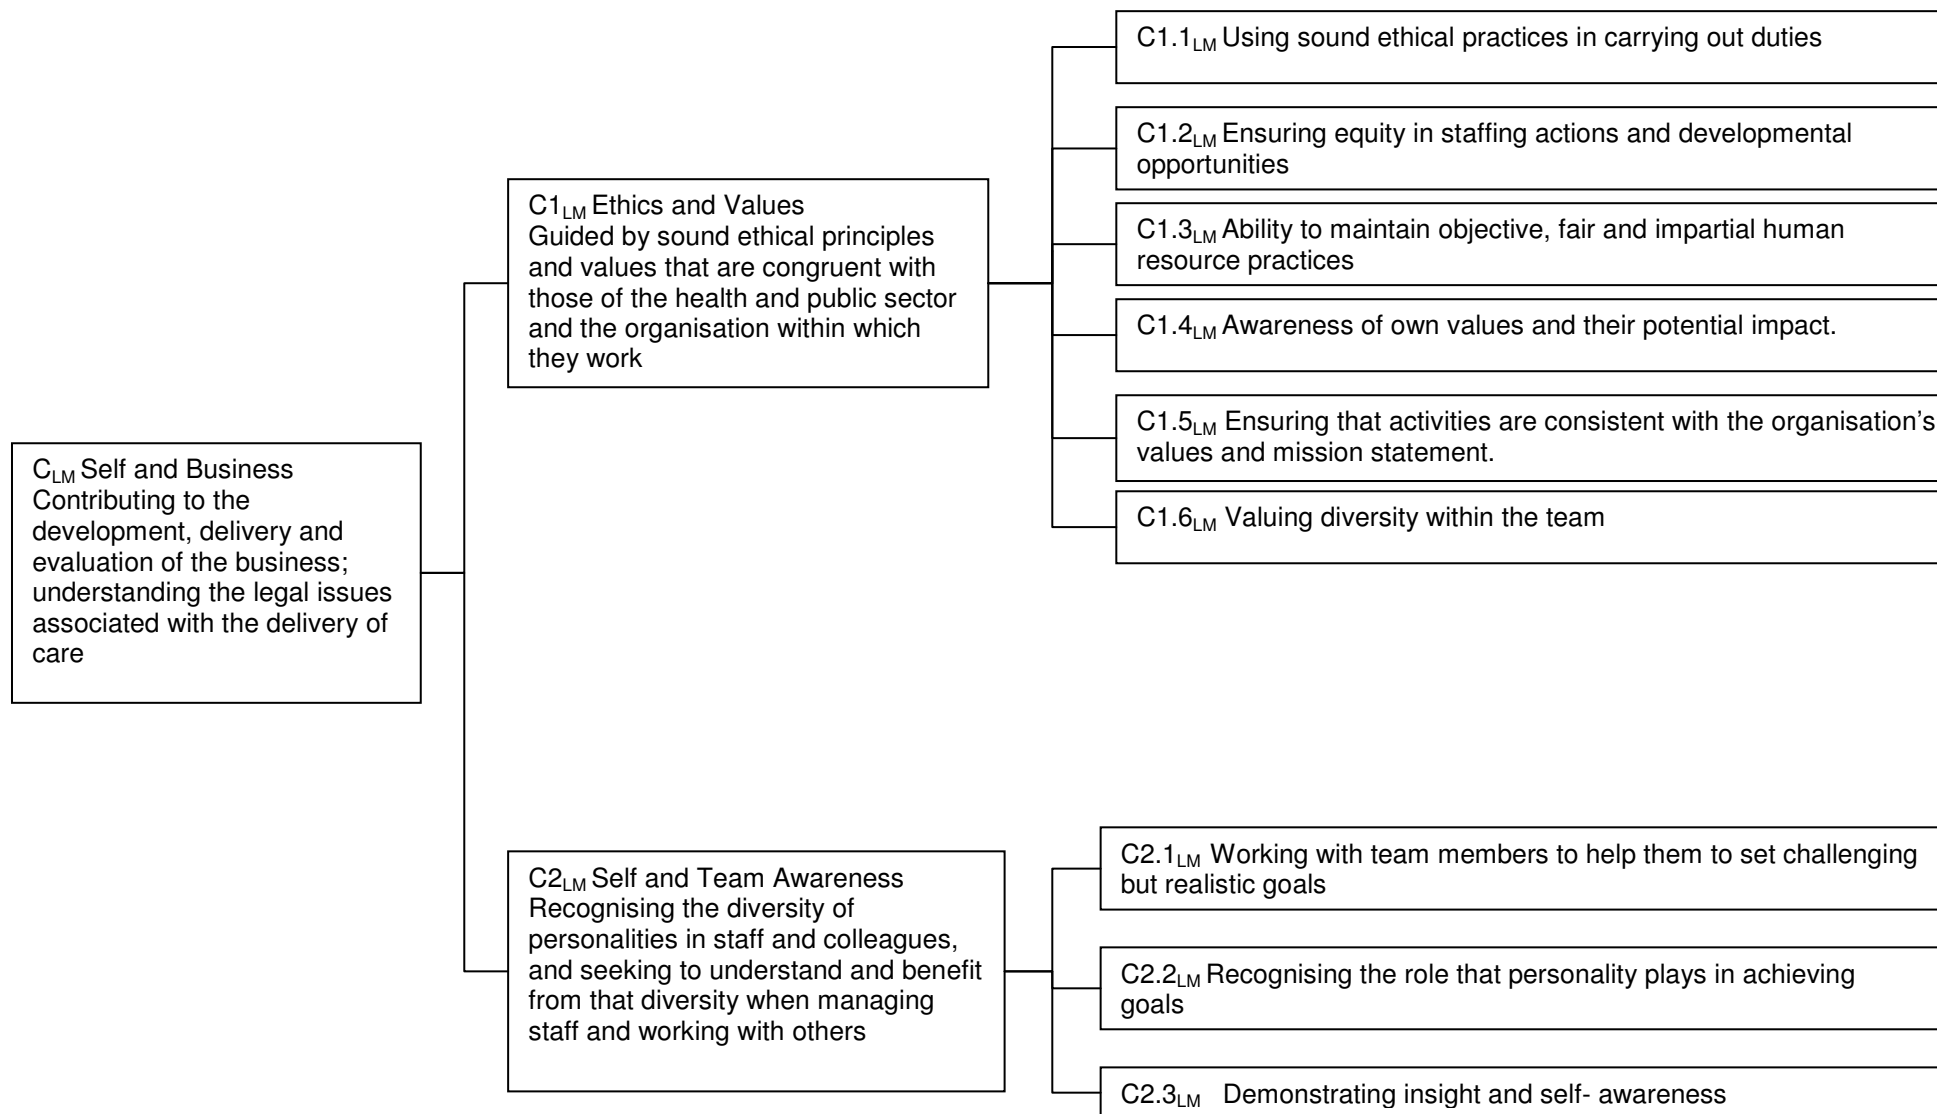 C1.1LM Using sound ethical practices in carrying out duties
C1.2LM Ensuring equity in staffing actions and developmental
opportunities
C1LM Ethics and Values
Guided by sound ethical principles
and values that are congruent with
those of the health and public sector
and the organisation within which
they work
C1.3LM Ability to maintain objective, fair and impartial human
resource practices
C1.4LM Awareness of own values and their potential impact.
C1.5LM Ensuring that activities are consistent with the organisation’s
values and mission statement.
C1.6LM Valuing diversity within the team
CLM Self and Business
Contributing to the
development, delivery and
evaluation of the business;
understanding the legal issues
associated with the delivery of
care
C2LM Self and Team Awareness
Recognising the diversity of
personalities in staff and colleagues,
and seeking to understand and benefit
from that diversity when managing
staff and working with others
C2.1LM Working with team members to help them to set challenging
but realistic goals
C2.2LM Recognising the role that personality plays in achieving
goals
C2.3LM Demonstrating insight and self- awareness